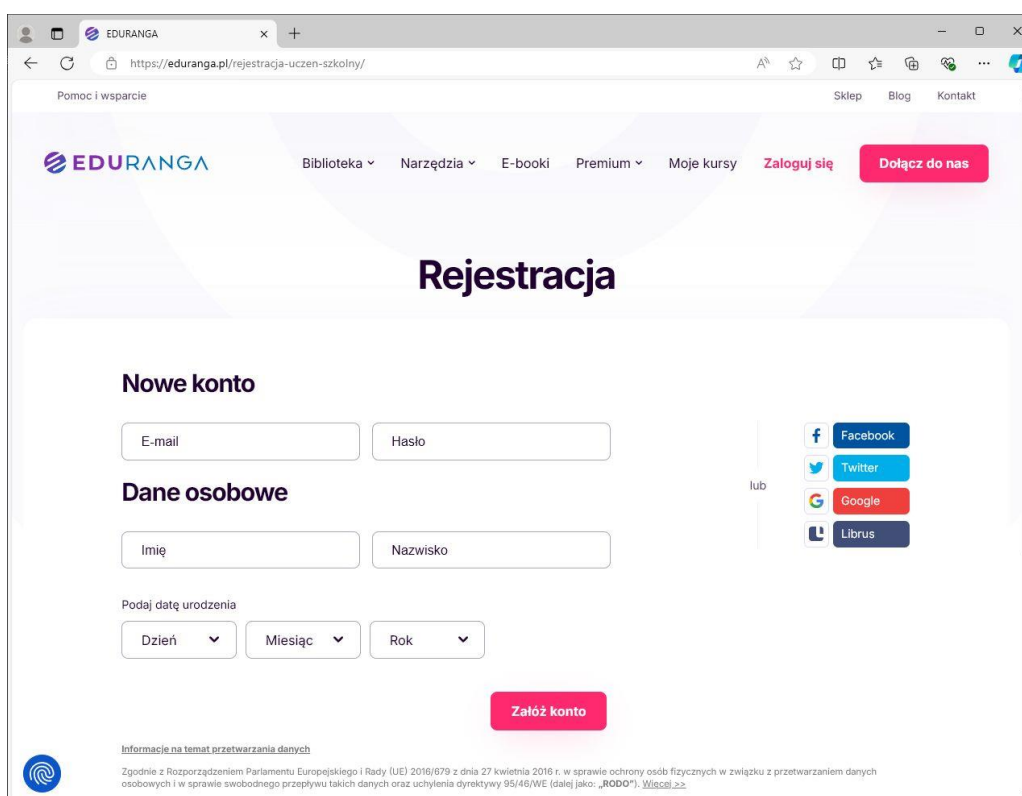 EDURANGA
https://eduranga.pl/rejestracja-uczen-szkolny/
Pomoc i wsparcie
Sklep Blog Kontakt
EDURANGA
Biblioteka Narzędzia E-booki Premium Moje kursy Zaloguj się Dołącz do nas
Rejestracja
Nowe konto
E-mail Hasło
Dane osobowe
Imię Nazwisko
Podaj datę urodzenia
Dzień Miesiąc Rok
lub
Facebook
Twitter
Google
Librus
Załóż konto
Informacje na temat przetwarzania danych
Zgodnie z Rozporządzeniem Parlamentu Europejskiego i Rady (UE) 2016/679 z dnia 27 kwietnia 2016 r. w sprawie ochrony osób fizycznych w związku z przetwarzaniem danych
osobowych i w sprawie swobodnego przepływu takich danych oraz uchylenia dyrektywy 95/46/WE (dalej jako: „RODO"). Więcej >>